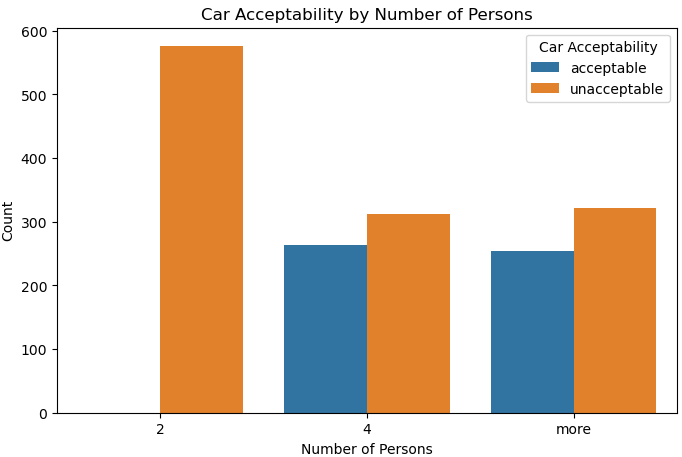 Car Acceptability by Number of Persons
Car Acceptability
acceptable
unacceptable
600
500
400
300
200
100
0
Count
2
4
more
Number of Persons